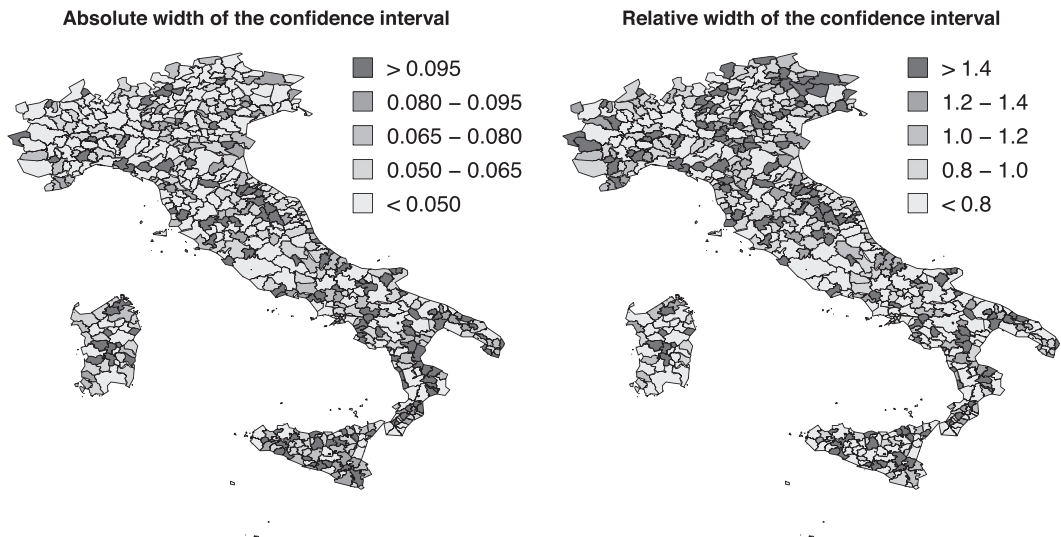 Absolute width of the confidence interval
> 0.095
0.080 – 0.095
0.065 – 0.080
0.050 – 0.065
< 0.050
Relative width of the confidence interval
> 1.4
1.2 – 1.4
1.0 – 1.2
0.8 – 1.0
< 0.8